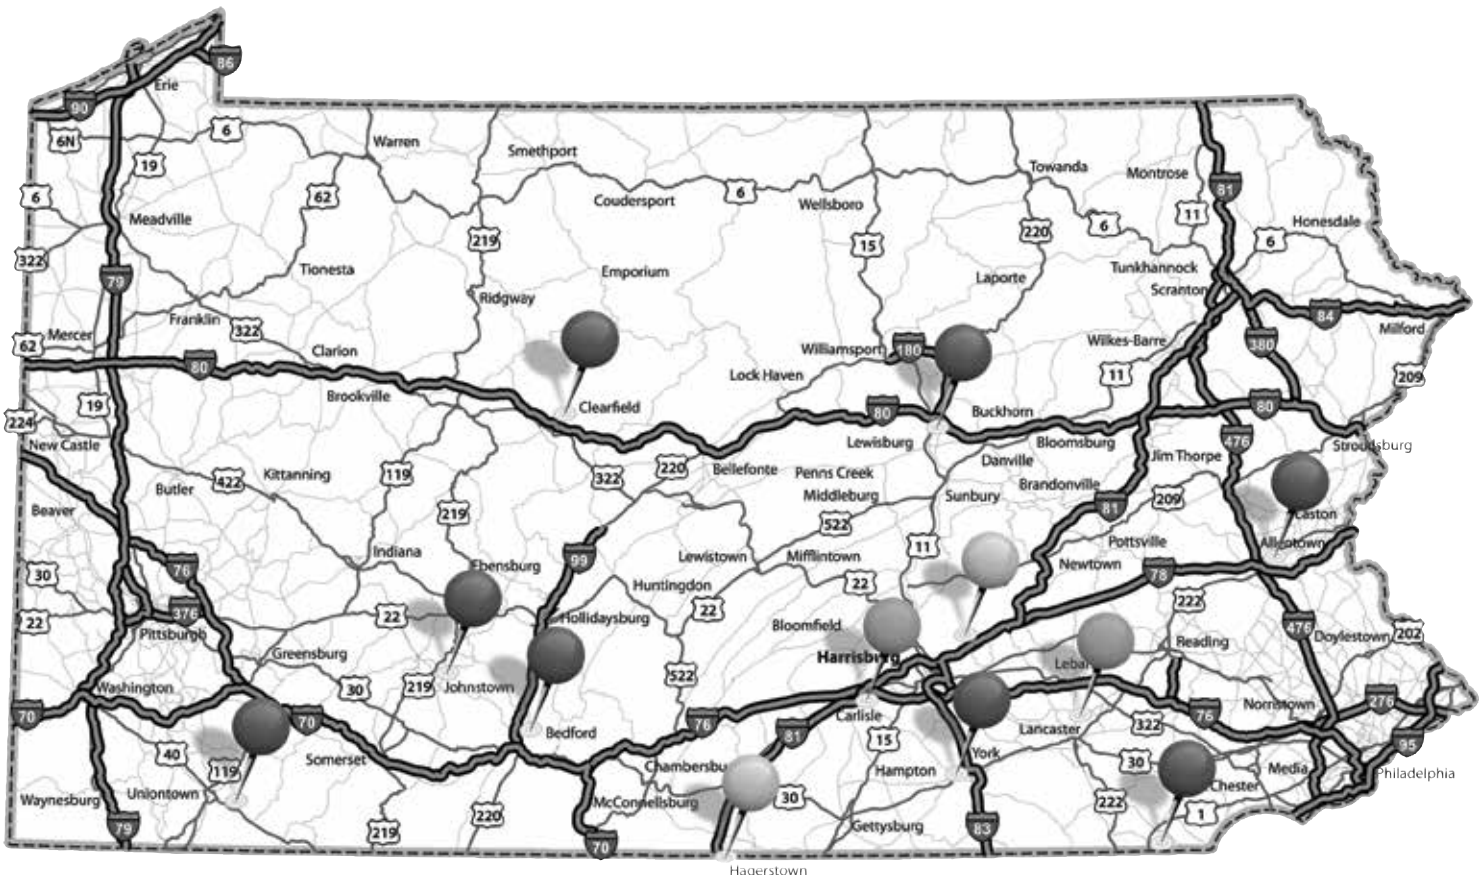 86
90
Erie
6N
6
Warren
19
Smethport
Towanda
Montrose
6
62
Coudersport
6
Wellsboro
81
11
Meadville
Honesdale
219
15
220
6
6
322
Tionesta
Emporium
Laporte
Tunkhannock
79
Scranton
Ridgway
Franklin
322
84
Mercer
Milford
62
Clarion
Williamsport
180
Wilkes-Barre
380
80
Lock Haven
11
209
Brookville
19
Clearfield
80
Buckhorn
80
224
New Castle
Lewisburg
Bloomsburg
476
Stroudsburg
Jim Thorpe
Danville
Kittanning
119
322
220
Bellefonte
Penns Creek
422
Butler
Middleburg
Sunbury
Brandonville
209
Beaver
219
522
81
Easton
Indiana
99
Lewistown
Mifflintown
11
Pottsville
Allentown
30
76
Ebensburg
Huntingdon
22
Newtown
78
22
376
22
Hollidaysburg
22
Bloomfield
222
476
Doylestown
202
Pittsburgh
Greensburg
Harrisburg
Reading
Leba
Washington
30
219
Johnstown
522
70
70
76
Carlisle
Lancaster
322
76
Norristown
276
40
Somerset
Bedford
81
15
York
95
119
Chambersbu
Hampton
30
Media
Philadelphia
Waynesburg
Uniontown
McConnellsburg
30
222
Chester
1
79
219
220
70
Gettysburg
83
Hagerstown